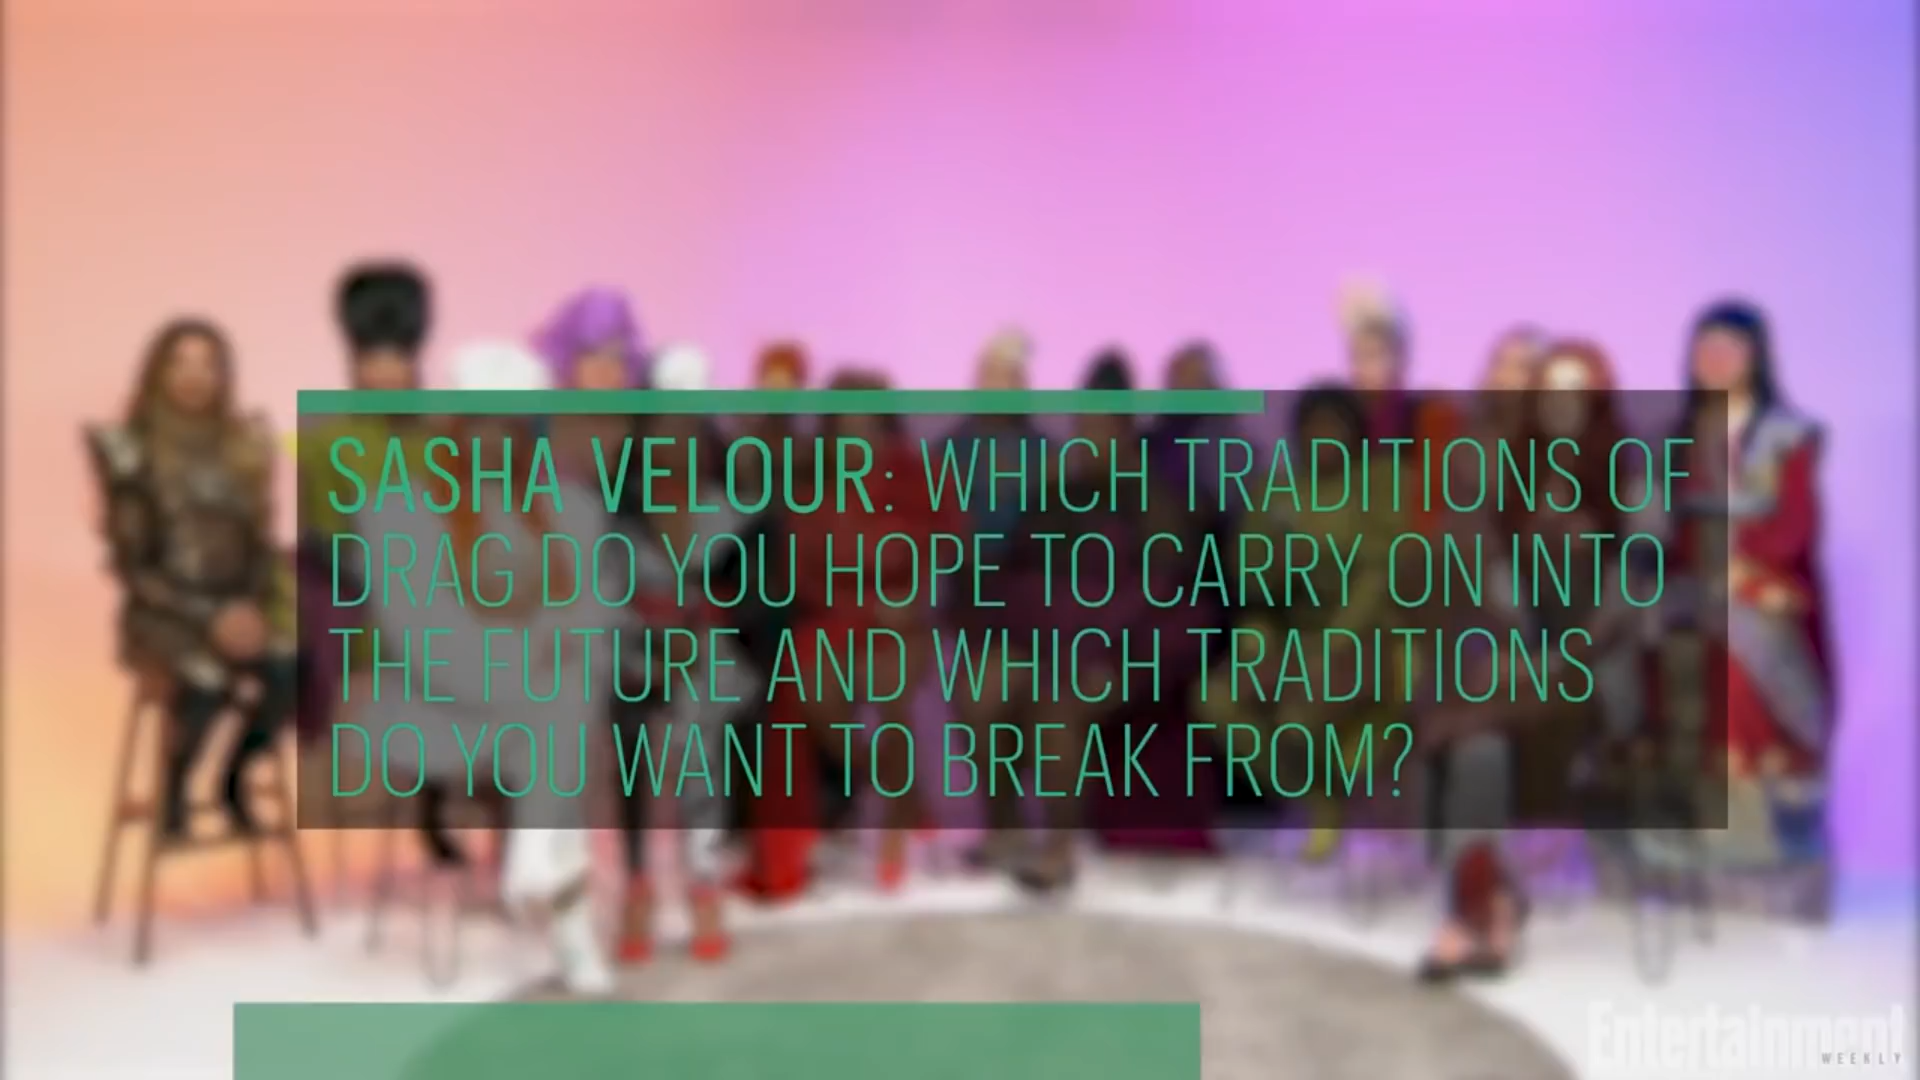 SASHA VELOUR: WHICH TRADITIONS OF
DRAG DO YOU HOPE TO CARRY ON INTO
THE FUTURE AND WHICH TRADITIONS
DO YOU WANT TO BREAK FROM?
Entertainment
WEEKLY